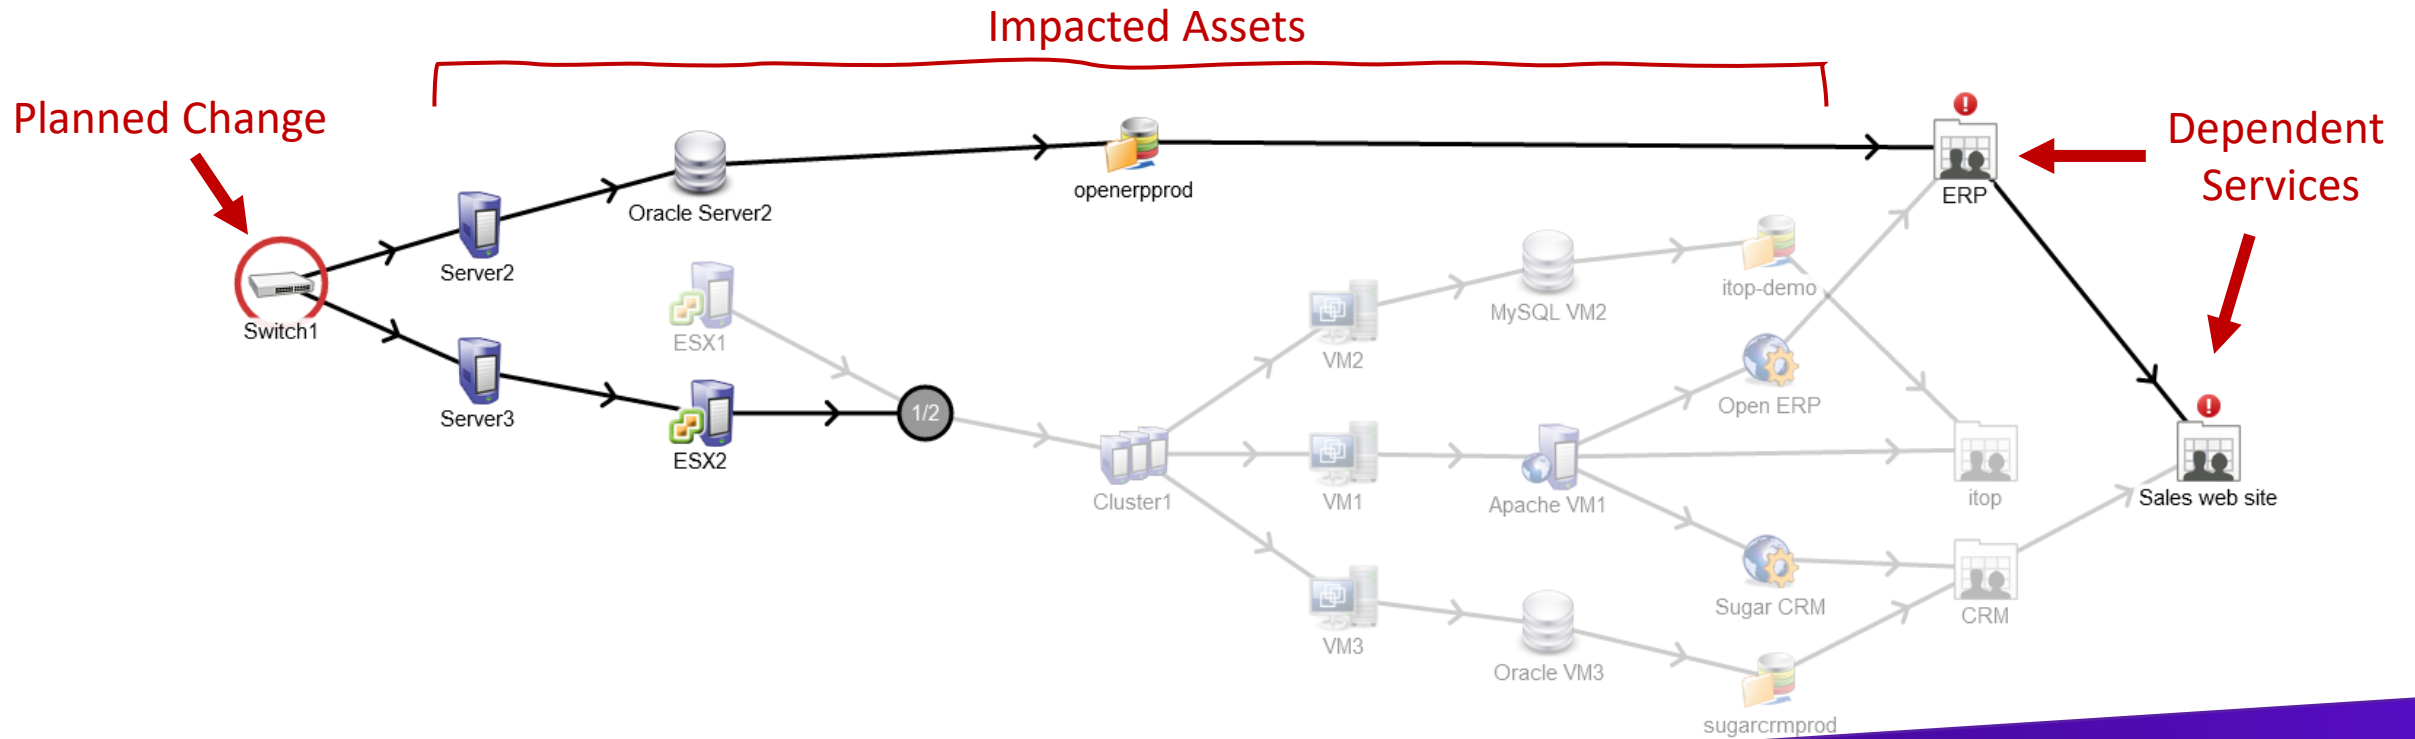 Impacted Assets
Planned Change
Dependent
Services
openerpprod
ERP
Oracle Server2
Server2
itop-demo
MySQL VM2
Switch1
ESX1
VM2
Open ERP
Server3
1/2
ESX2
Cluster1
VM1
Apache VM1
itop
Sales web site
Sugar CRM
CRM
VM3
Oracle VM3
sugarcrmprod